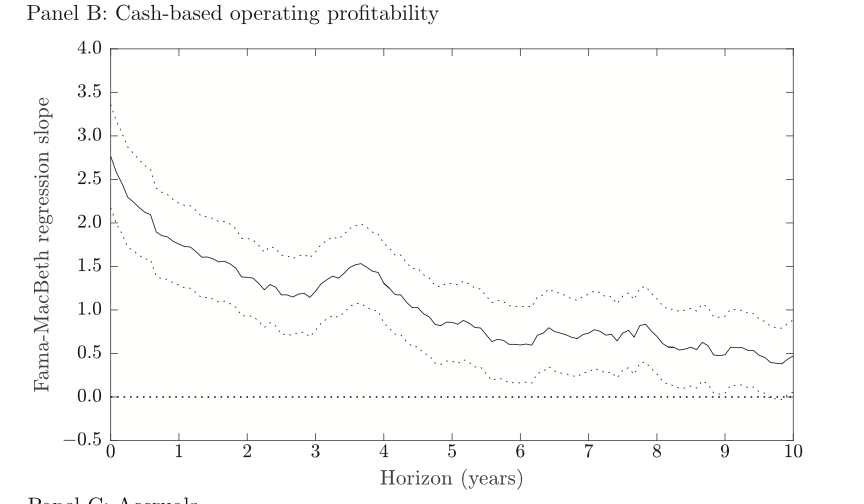 Panel B: Cash-based operating profitability
4.0
3.5
3.0
2.5
2.0
1.5
1.0
0.5
0.0
−0.5
Fama-MacBeth regression slope
0 1 2 3 4 5 6 7 8 9 10
Horizon (years)
Panel C: Accruals